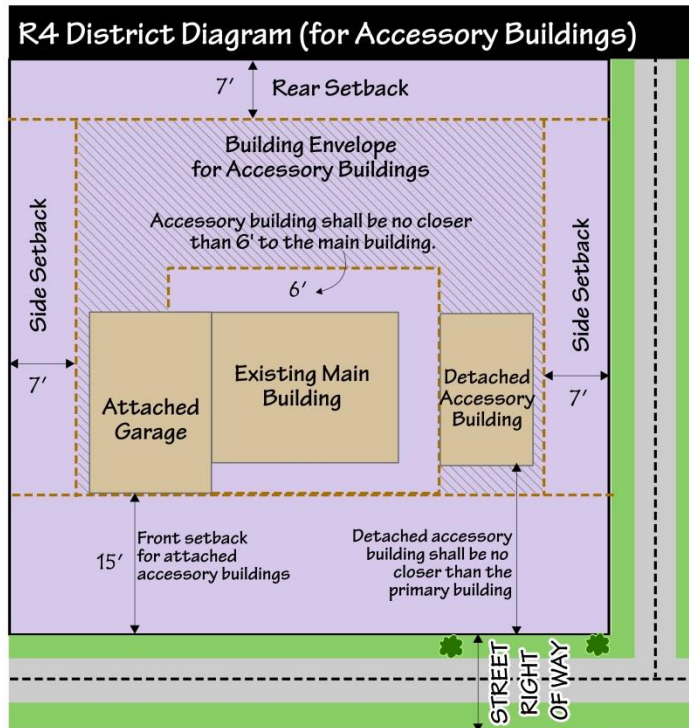 R4 District Diagram (for Accessory Buildings)
7'
Rear Setback
Building Envelope
for Accessory Buildings
Accessory building shall be no closer
than 6' to the main building.
6'
Side Setback
7'
Side Setback
7'
Attached
Garage
Existing Main
Building
Detached
Accessory
Building
15'
Front setback
for attached
accessory buildings
Detached accessory
building shall be no
closer than the
primary building
STREET
RIGHT
OF WAY